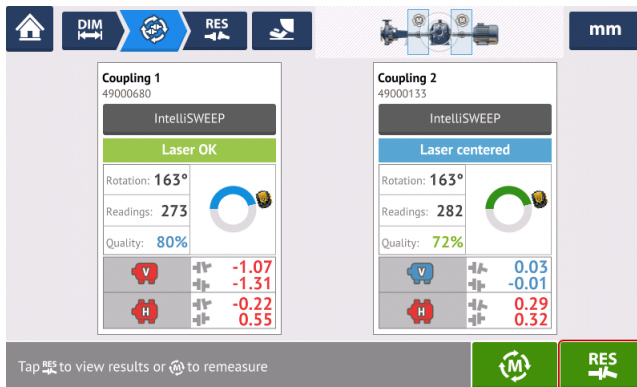 DIM
RES
mm
Coupling 1
49000680
IntelliSWEEP
Laser OK
Rotation: 163°
Readings: 273
Quality: 80%
V
-1.07
-1.31
H
-0.22
0.55
Coupling 2
49000133
IntelliSWEEP
Laser centered
Rotation: 163°
Readings: 282
Quality: 72%
V
0.03
-0.01
H
0.29
0.32
Tap RES to view results or M to remeasure
M
RES